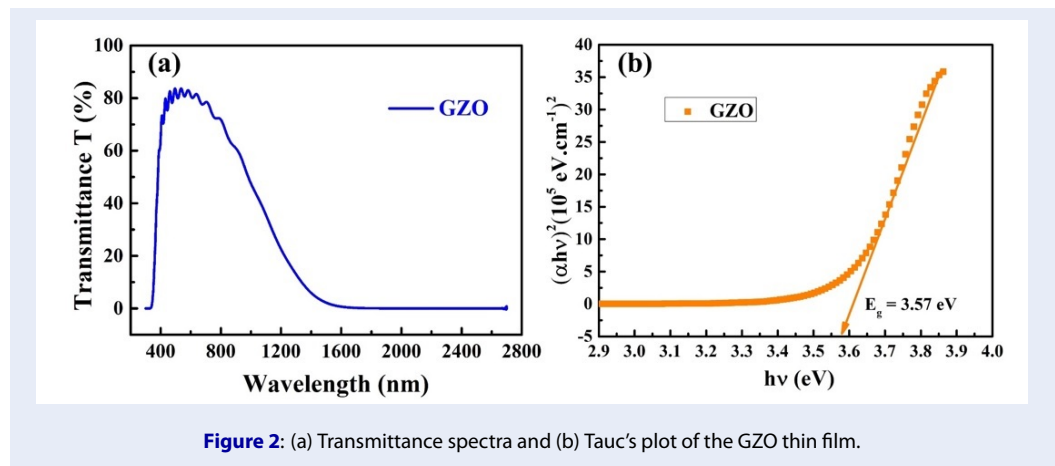 (a)
GZO
Transmittance T (%)
100
80
60
40
20
0
400 800 1200 1600 2000 2400 2800
Wavelength (nm)
(b)
GZO
(αhν)²(10⁵ eV.cm⁻¹)²
40
35
30
25
20
15
10
5
0
-5
E_g = 3.57 eV
2.9 3.0 3.1 3.2 3.3 3.4 3.5 3.6 3.7 3.8 3.9 4.0
hν (eV)
Figure 2: (a) Transmittance spectra and (b) Tauc's plot of the GZO thin film.